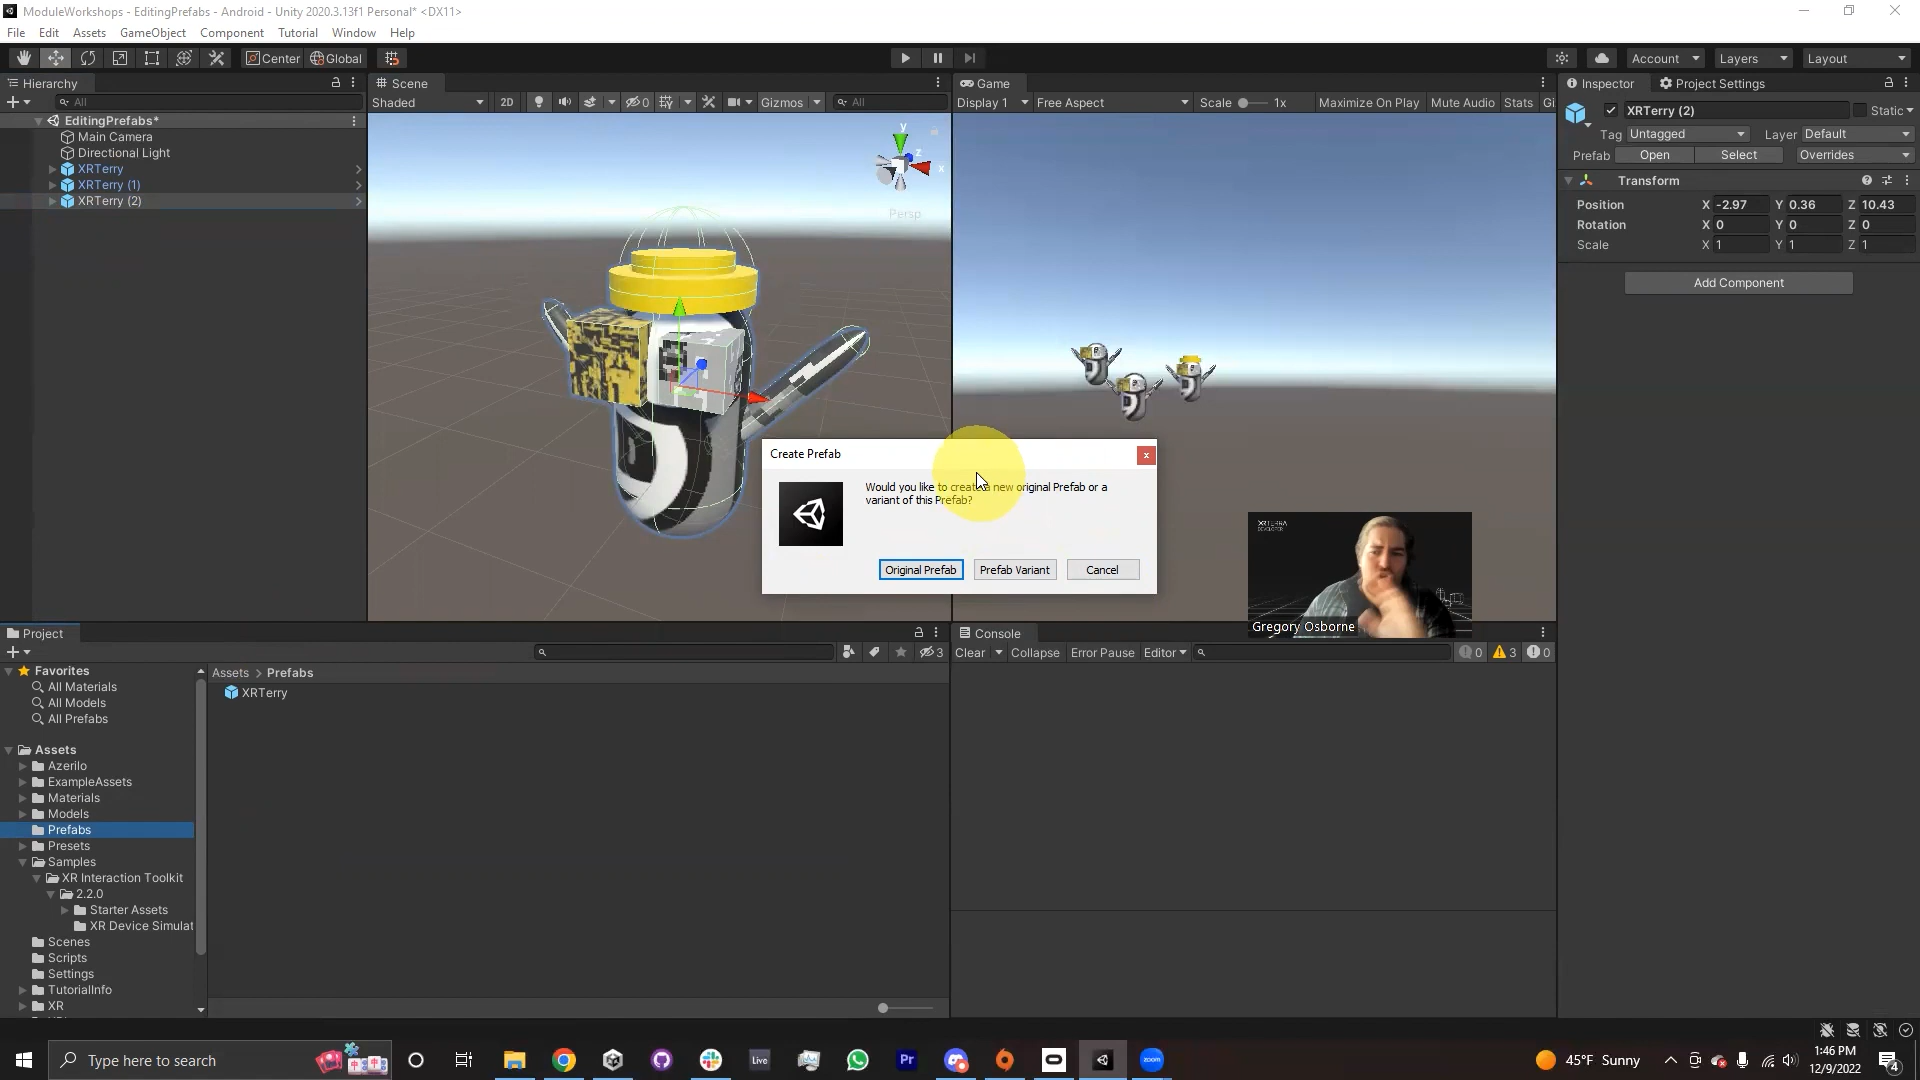 ModuleWorkshops - EditingPrefabs - Android - Unity 2020.3.13f1 Personal* <DX11>
File Edit Assets GameObject Component Tutorial Window Help
Center Global
Account Layers Layout
Hierarchy
All
EditingPrefabs*
Main Camera
Directional Light
XRTerry
XRTerry (1)
XRTerry (2)
Scene
Shaded 2D 0 Gizmos All
y
z
x
Persp
Game
Display 1 Free Aspect Scale 1x Maximize On Play Mute Audio Stats Gi
Inspector Project Settings
XRTerry (2) Static
Tag Untagged Layer Default
Prefab Open Select Overrides
Transform
Position X -2.97 Y 0.36 Z 10.43
Rotation X 0 Y 0 Z 0
Scale X 1 Y 1 Z 1
Add Component
Create Prefab
x
Would you like to create a new original Prefab or a
variant of this Prefab?
Original Prefab Prefab Variant Cancel
XRTERRA
DEVELOPER
Gregory Osborne
Project
3
Favorites
All Materials
All Models
All Prefabs
Assets
Azerilo
ExampleAssets
Materials
Models
Prefabs
Presets
Samples
XR Interaction Toolkit
2.2.0
Starter Assets
XR Device Simulat
Scenes
Scripts
Settings
TutorialInfo
XR
Assets > Prefabs
XRTerry
Console
Clear Collapse Error Pause Editor 0 3 0
Type here to search
Live
Pr
zoom
45°F Sunny
1:46 PM
12/9/2022
4